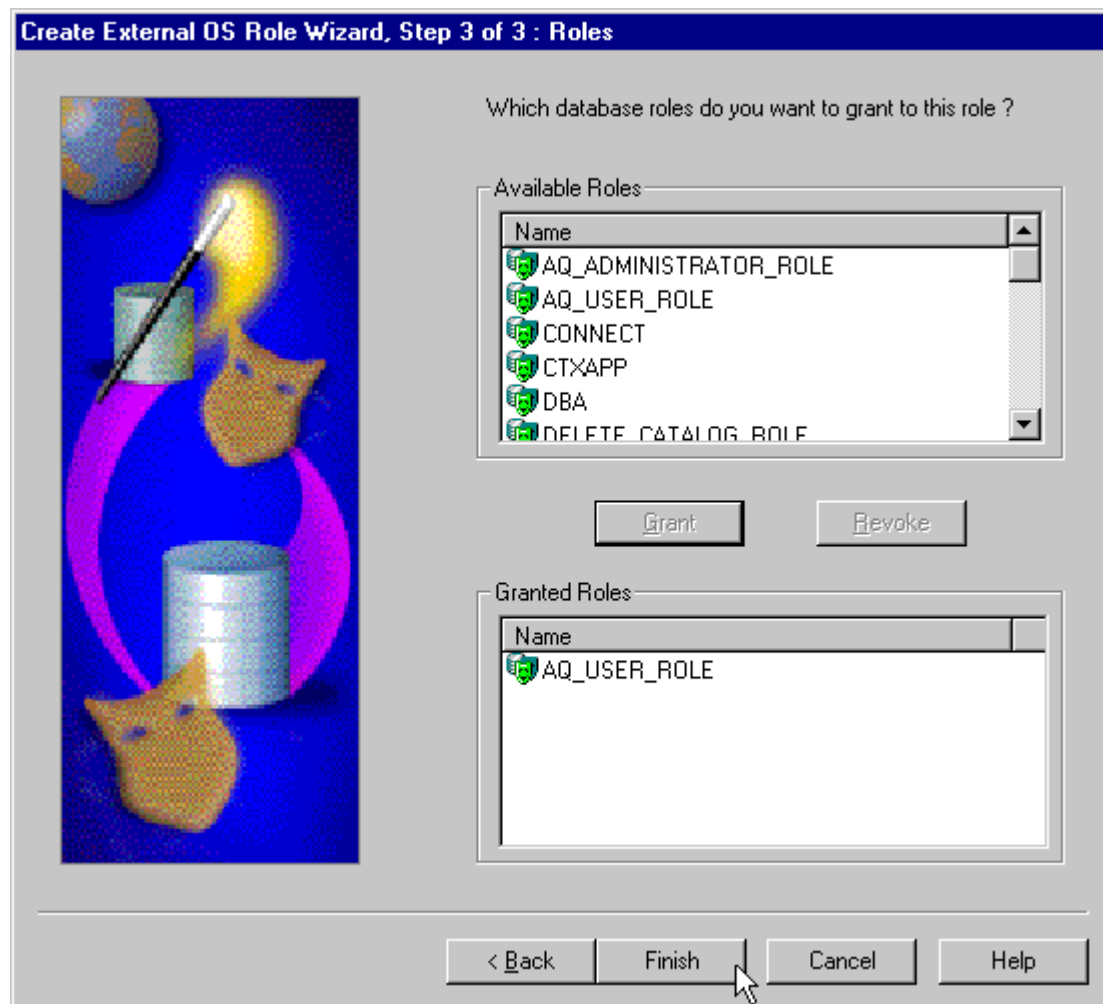 Create External OS Role Wizard, Step 3 of 3 : Roles
Which database roles do you want to grant to this role ?
Available Roles
Name
AQ_ADMINISTRATOR_ROLE
AQ_USER_ROLE
CONNECT
CTXAPP
DBA
DELETE_CATALOG_ROLE
Grant Revoke
Granted Roles
Name
AQ_USER_ROLE
< Back Finish Cancel Help